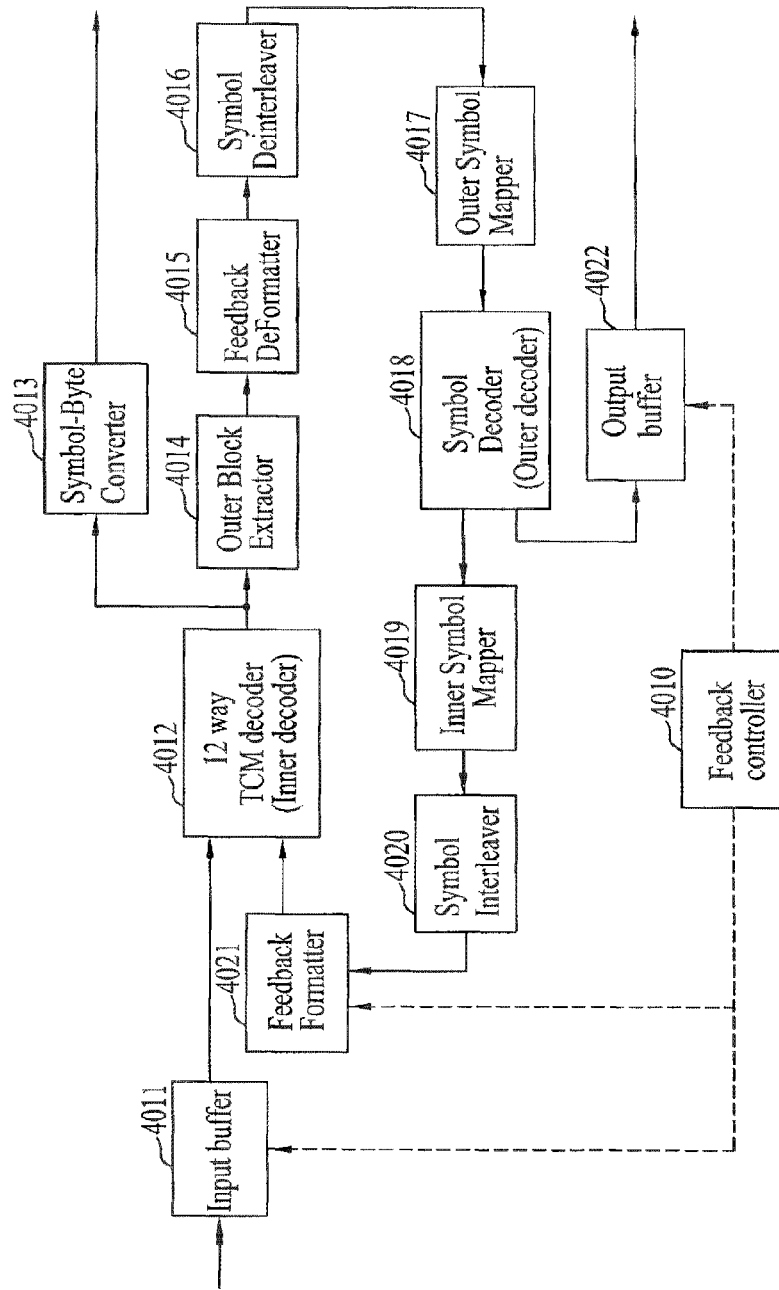 4011
Input buffer
4012
12 way
TCM decoder
(Inner decoder)
4013
Symbol-Byte
Converter
4014
Outer Block
Extractor
4015
Feedback
DeFormatter
4016
Symbol
Deinterleaver
4017
Outer Symbol
Mapper
4018
Symbol
Decoder
(Outer decoder)
4019
Inner Symbol
Mapper
4020
Symbol
Interleaver
4021
Feedback
Formatter
4022
Output
buffer
4010
Feedback
controller